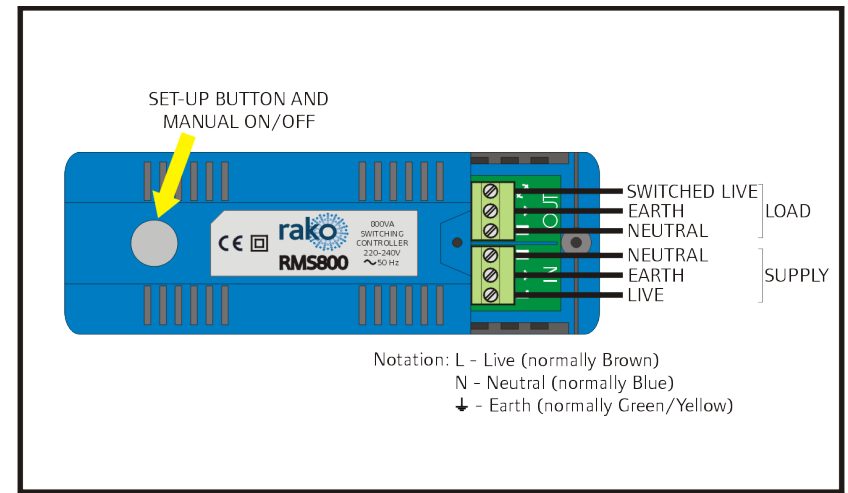 SET-UP BUTTON AND
MANUAL ON/OFF
CE
rako
RMS800
800VA
SWITCHING
CONTROLLER
220-240V
~50 Hz
OUT
IN
SWITCHED LIVE
EARTH
NEUTRAL
LOAD
NEUTRAL
EARTH
LIVE
SUPPLY
Notation: L - Live (normally Brown)
N - Neutral (normally Blue)
⏚ - Earth (normally Green/Yellow)